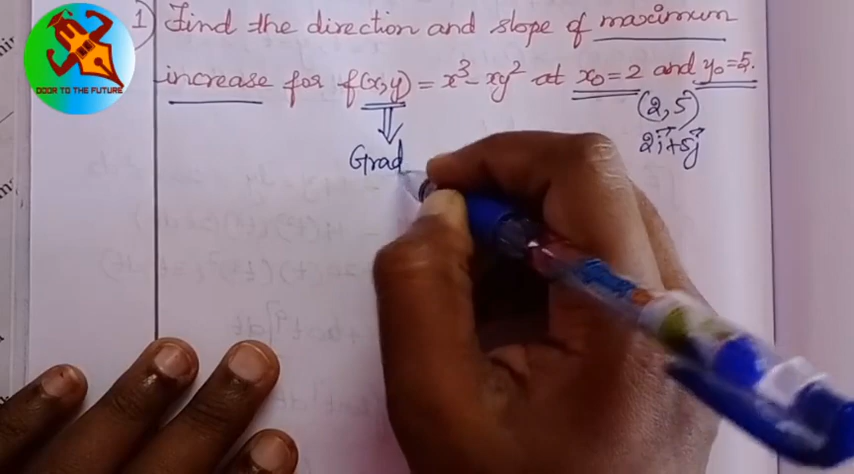 DOOR TO THE FUTURE
1) Find the direction and slope of maximum
increase for f(x,y) = x³ - xy² at x₀ = 2 and y₀ = 5.
(2, 5)
2i⃗+5j⃗
Grad